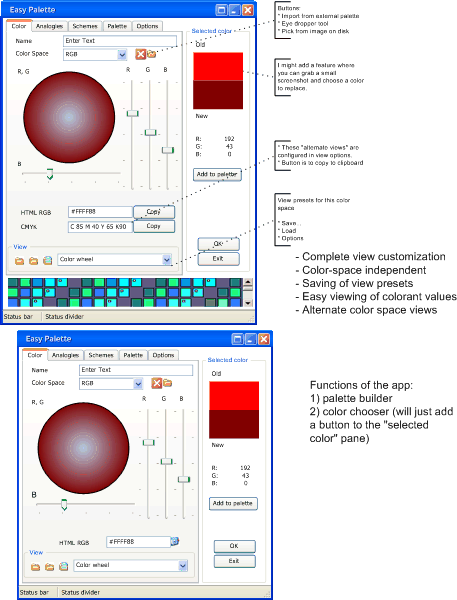 Easy Palette
Color Analogies Schemes Palette Options
Name Enter Text
Color Space RGB
R, G
R G B
B
HTML RGB #FFFF88 Copy
CMYK C 85 M 40 Y 65 K90 Copy
View
Color wheel
Selected color
Old
New
R: 192
G: 43
B: 0
Add to palette
OK
Exit
Status bar Status divider
Buttons:
* Import from external palette
* Eye dropper tool
* Pick from image on disk
I might add a feature where
you can grab a small
screenshot and choose a color
to replace.
* These "alternate views" are
configured in view options.
* Button is to copy to clipboard
View presets for this color
space
* Save...
* Load
* Options
- Complete view customization
- Color-space independent
- Saving of view presets
- Easy viewing of colorant values
- Alternate color space views
Easy Palette
Color Analogies Schemes Palette Options
Name Enter Text
Color Space RGB
R, G
R G B
B
HTML RGB #FFFF88
View
Color wheel
Selected color
Old
New
R: 192
G: 43
B: 0
Add to palette
OK
Exit
Status bar Status divider
Functions of the app:
1) palette builder
2) color chooser (will just add
a button to the "selected
color" pane)